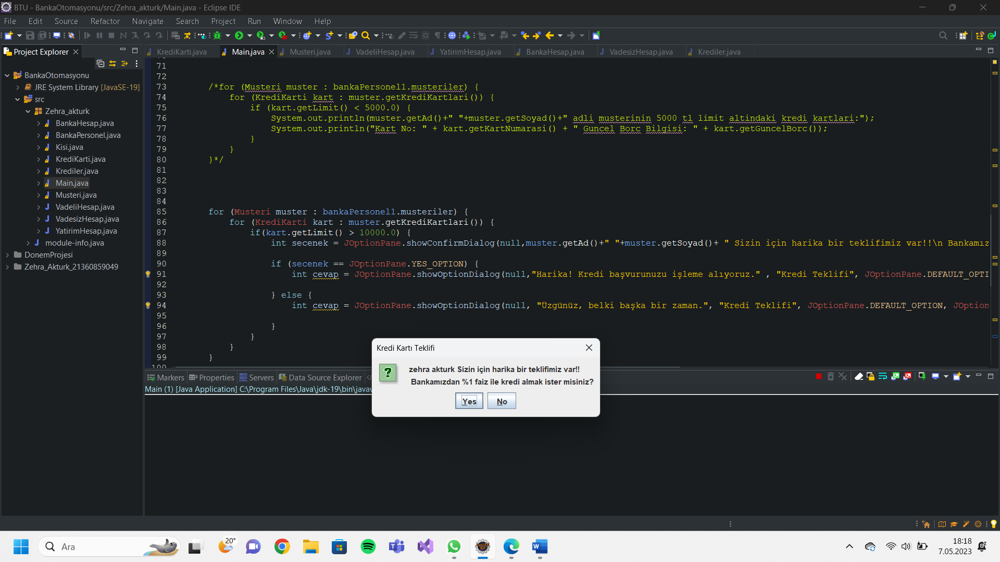 BTU - BankaOtomasyonu/src/Zehra_akturk/Main.java - Eclipse IDE
File Edit Source Refactor Navigate Search Project Run Window Help
Project Explorer
KrediKarti.java Main.java Musteri.java VadeliHesap.java YatirimHesap.java BankaHesap.java VadesizHesap.java Krediler.java
BankaOtomasyonu
JRE System Library [JavaSE-19]
src
Zehra_akturk
BankaHesap.java
BankaPersonel.java
Kisi.java
KrediKarti.java
Krediler.java
Main.java
Musteri.java
VadeliHesap.java
VadesizHesap.java
YatirimHesap.java
module-info.java
DonemProjesi
Zehra_Akturk_21360859049
71
72
73 /*for (Musteri muster : bankaPersonel1.musteriler) {
74 for (KrediKarti kart : muster.getKrediKartlari()) {
75 if (kart.getLimit() < 5000.0) {
76 System.out.println(muster.getAd()+" "+muster.getSoyad()+" adli musterinin 5000 tl limit altindaki kredi kartlari:");
77 System.out.println("Kart No: " + kart.getKartNumarasi() + " Guncel Borc Bilgisi: " + kart.getGuncelBorc());
78 }
79 }
80 }*/
81
82
83
84
85 for (Musteri muster : bankaPersonel1.musteriler) {
86 for (KrediKarti kart : muster.getKrediKartlari()) {
87 if(kart.getLimit() > 10000.0) {
88 int secenek = JOptionPane.showConfirmDialog(null,muster.getAd()+" "+muster.getSoyad()+ " Sizin için harika bir teklifimiz var!!\n Bankamız
89
90 if (secenek == JOptionPane.YES_OPTION) {
91 int cevap = JOptionPane.showOptionDialog(null,"Harika! Kredi başvurunuzu işleme alıyoruz." , "Kredi Teklifi", JOptionPane.DEFAULT_OPTI
92
93 } else {
94 int cevap = JOptionPane.showOptionDialog(null, "Üzgünüz, belki başka bir zaman.", "Kredi Teklifi", JOptionPane.DEFAULT_OPTION, JOption
95
96 }
97 }
98 }
99 }
100
Kredi Kartı Teklifi
zehra akturk Sizin için harika bir teklifimiz var!!
Bankamızdan %1 faiz ile kredi almak ister misiniz?
Yes No
Markers Properties Servers Data Source Explorer
Main (1) [Java Application] C:\Program Files\Java\jdk-19\bin\javaw
Ara
20°
18:18
7.05.2023